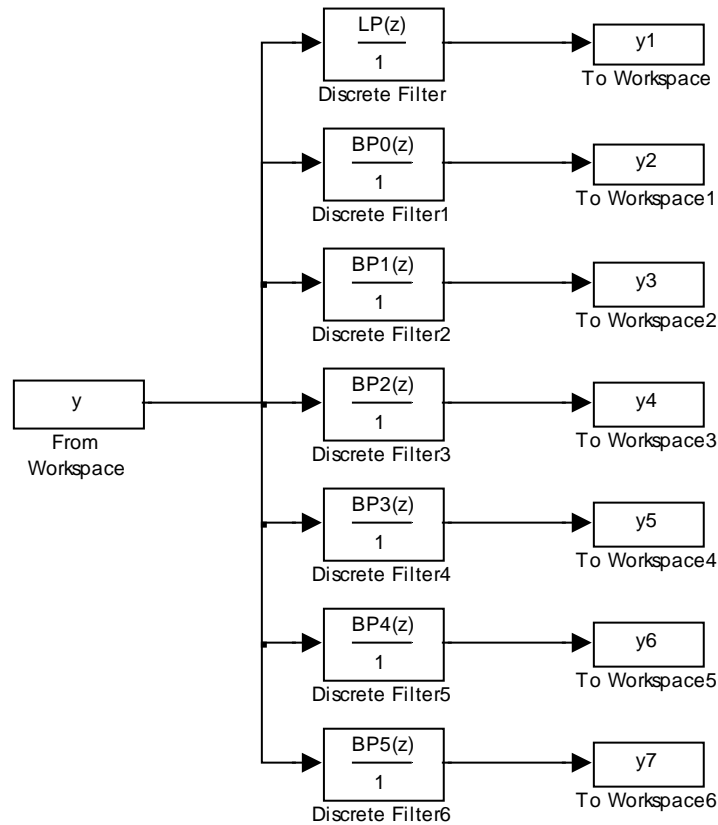 LP(z)
1
Discrete Filter
y1
To Workspace
BP0(z)
1
Discrete Filter1
y2
To Workspace1
BP1(z)
1
Discrete Filter2
y3
To Workspace2
y
From
Workspace
BP2(z)
1
Discrete Filter3
y4
To Workspace3
BP3(z)
1
Discrete Filter4
y5
To Workspace4
BP4(z)
1
Discrete Filter5
y6
To Workspace5
BP5(z)
1
Discrete Filter6
y7
To Workspace6